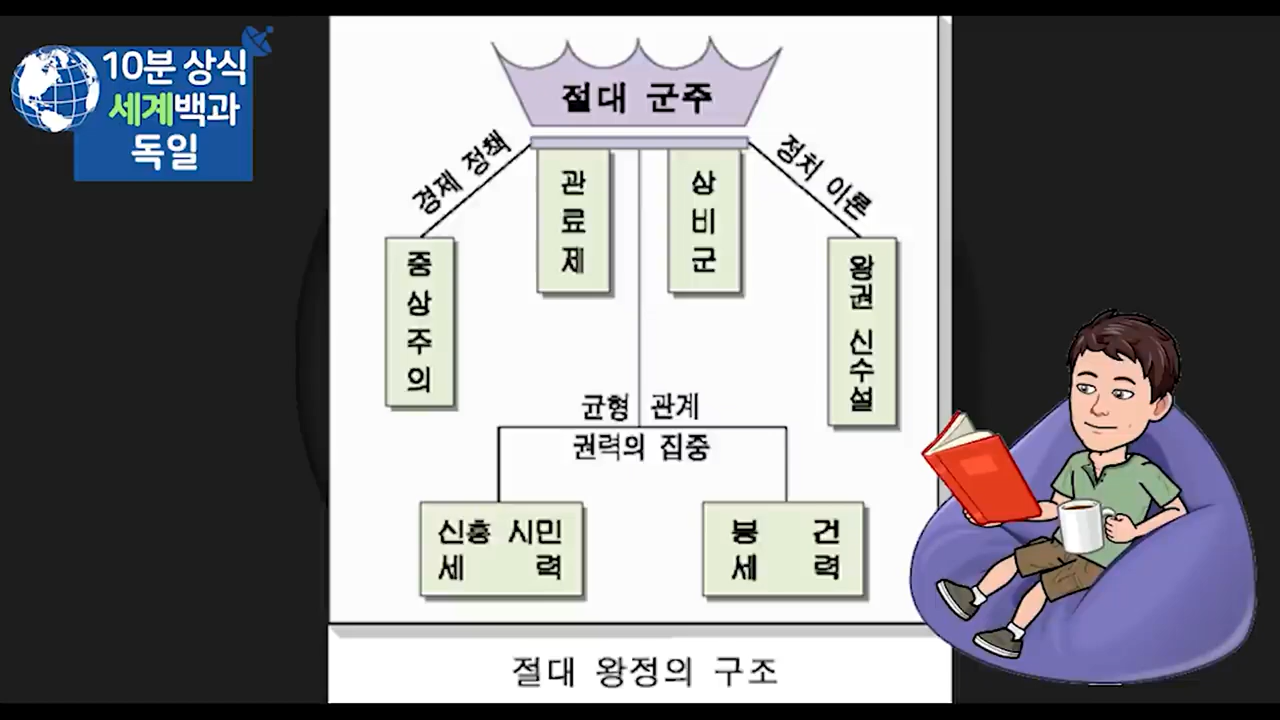 10분 상식
세계백과
독일
절대 군주
경제 정책
정치 이론
관료제
상비군
중상주의
왕권 신수설
균형 관계
권력의 집중
신흥 시민
세 력
봉 건
세 력
절대 왕정의 구조